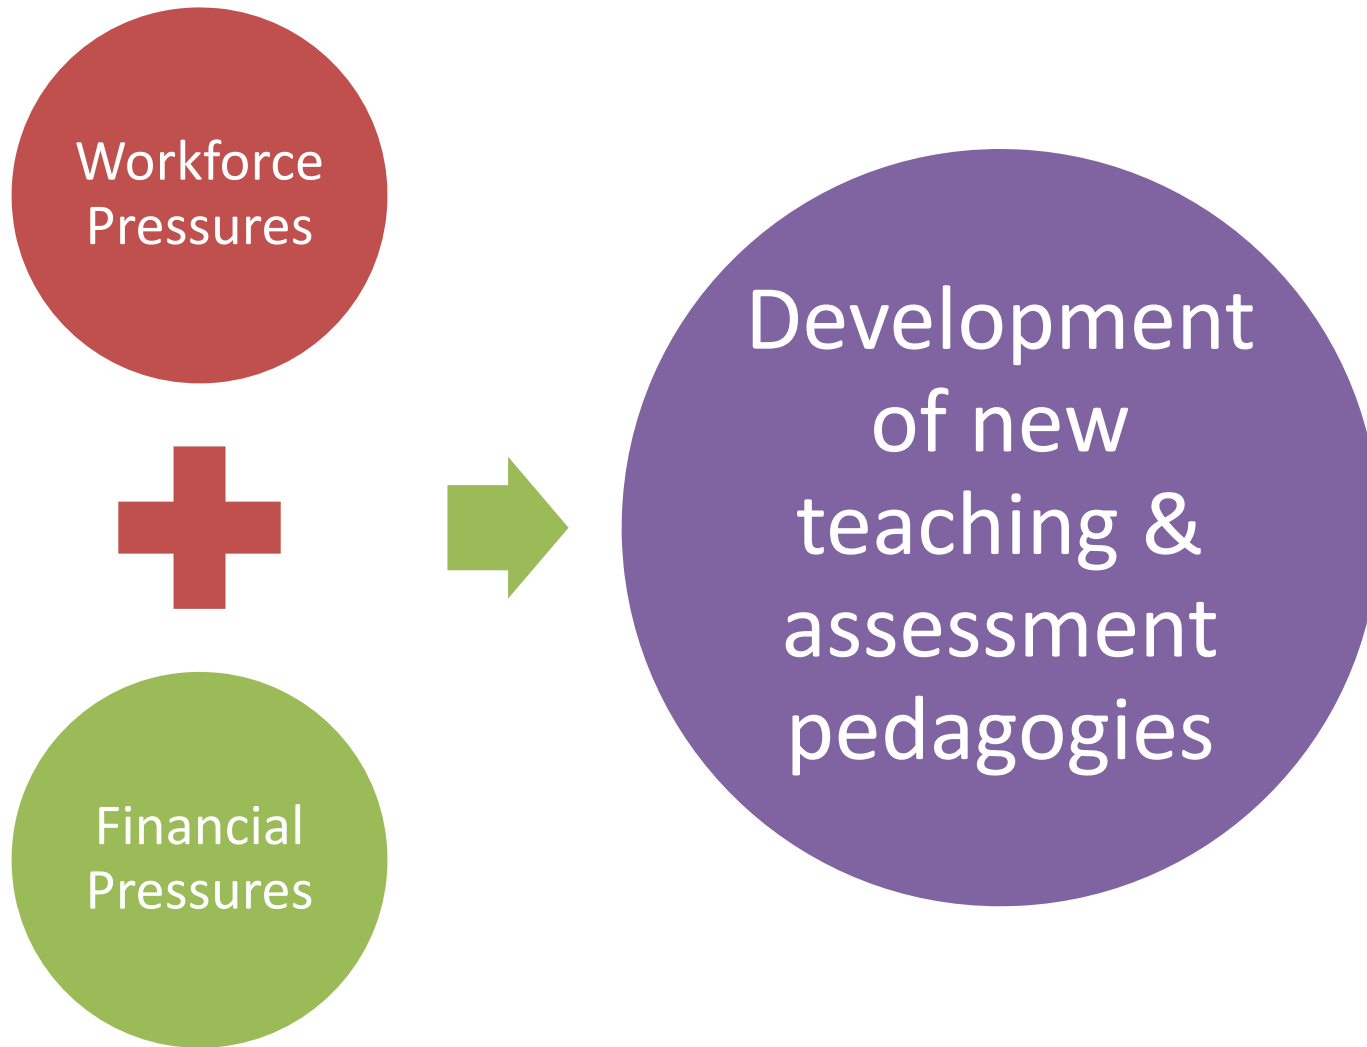 Workforce
Pressures
Financial
Pressures
Development
of new
teaching &
assessment
pedagogies